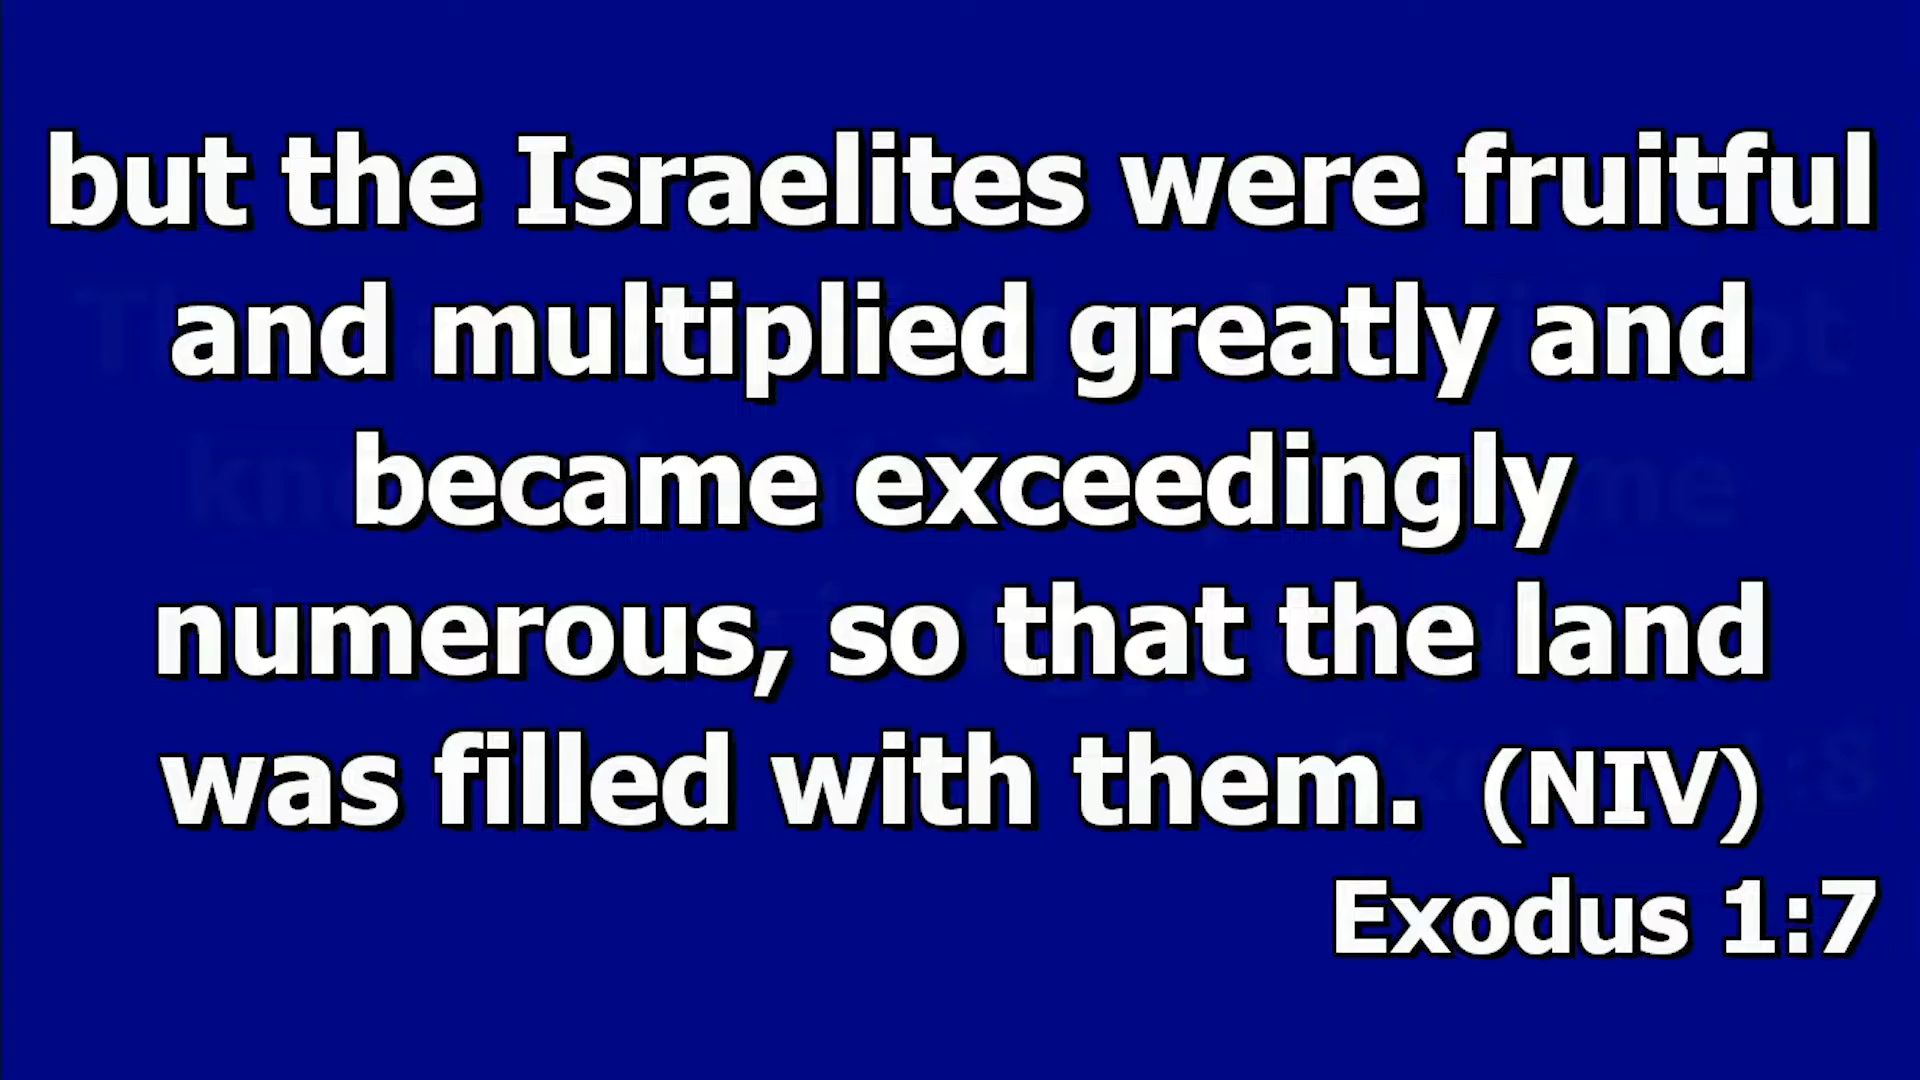 but the Israelites were fruitful
and multiplied greatly and
became exceedingly
numerous, so that the land
was filled with them. (NIV)
Exodus 1:7